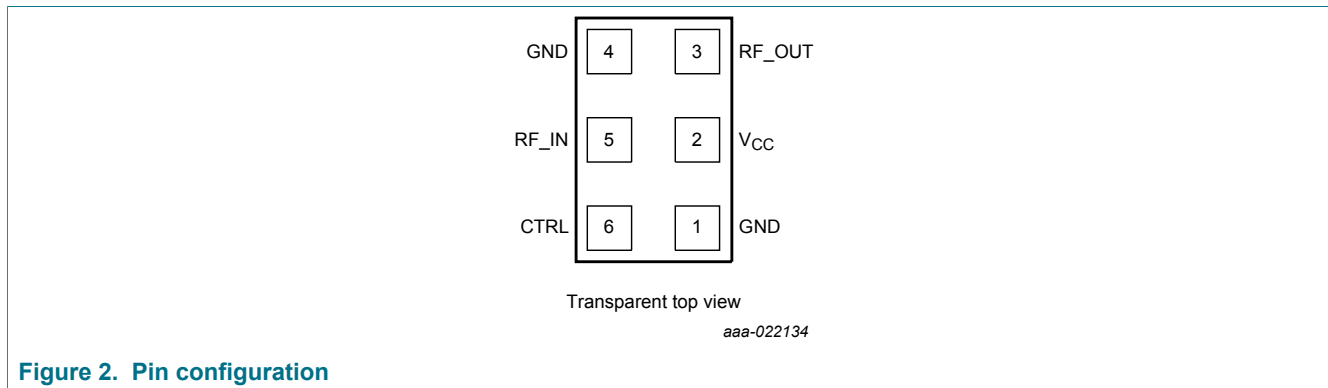 GND 4 3 RF_OUT
RF_IN 5 2 VCC
CTRL 6 1 GND
Transparent top view
aaa-022134
Figure 2. Pin configuration